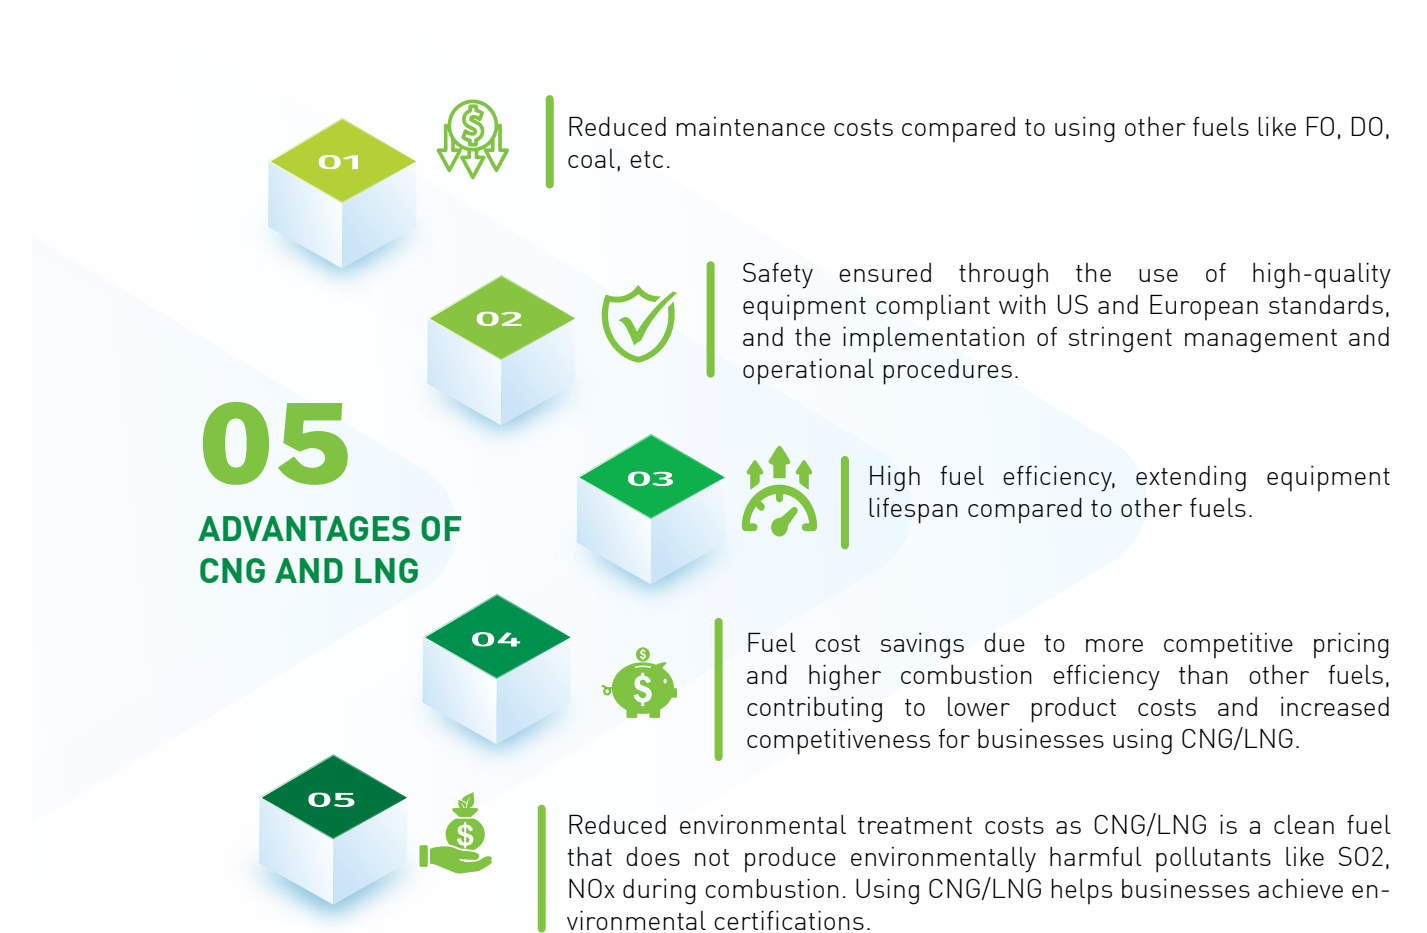 01
Reduced maintenance costs compared to using other fuels like FO, DO,
coal, etc.
02
Safety ensured through the use of high-quality
equipment compliant with US and European standards,
and the implementation of stringent management and
operational procedures.
05
ADVANTAGES OF
CNG AND LNG
03
High fuel efficiency, extending equipment
lifespan compared to other fuels.
04
Fuel cost savings due to more competitive pricing
and higher combustion efficiency than other fuels,
contributing to lower product costs and increased
competitiveness for businesses using CNG/LNG.
05
Reduced environmental treatment costs as CNG/LNG is a clean fuel
that does not produce environmentally harmful pollutants like SO2,
NOx during combustion. Using CNG/LNG helps businesses achieve en-
vironmental certifications.